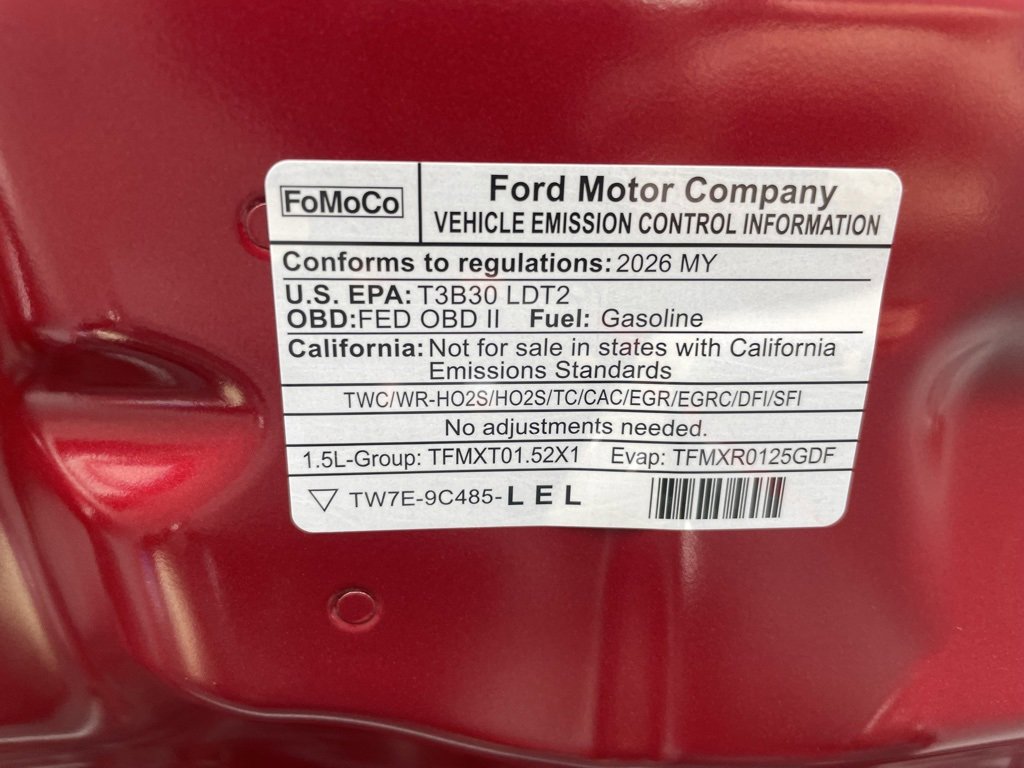 FoMoCo
Ford Motor Company
VEHICLE EMISSION CONTROL INFORMATION
Conforms to regulations: 2026 MY
U.S. EPA: T3B30 LDT2
OBD:FED OBD II Fuel: Gasoline
California: Not for sale in states with California
Emissions Standards
TWC/WR-HO2S/HO2S/TC/CAC/EGR/EGRC/DFI/SFI
No adjustments needed.
1.5L-Group: TFMXT01.52X1 Evap: TFMXR0125GDF
TW7E-9C485-LEL